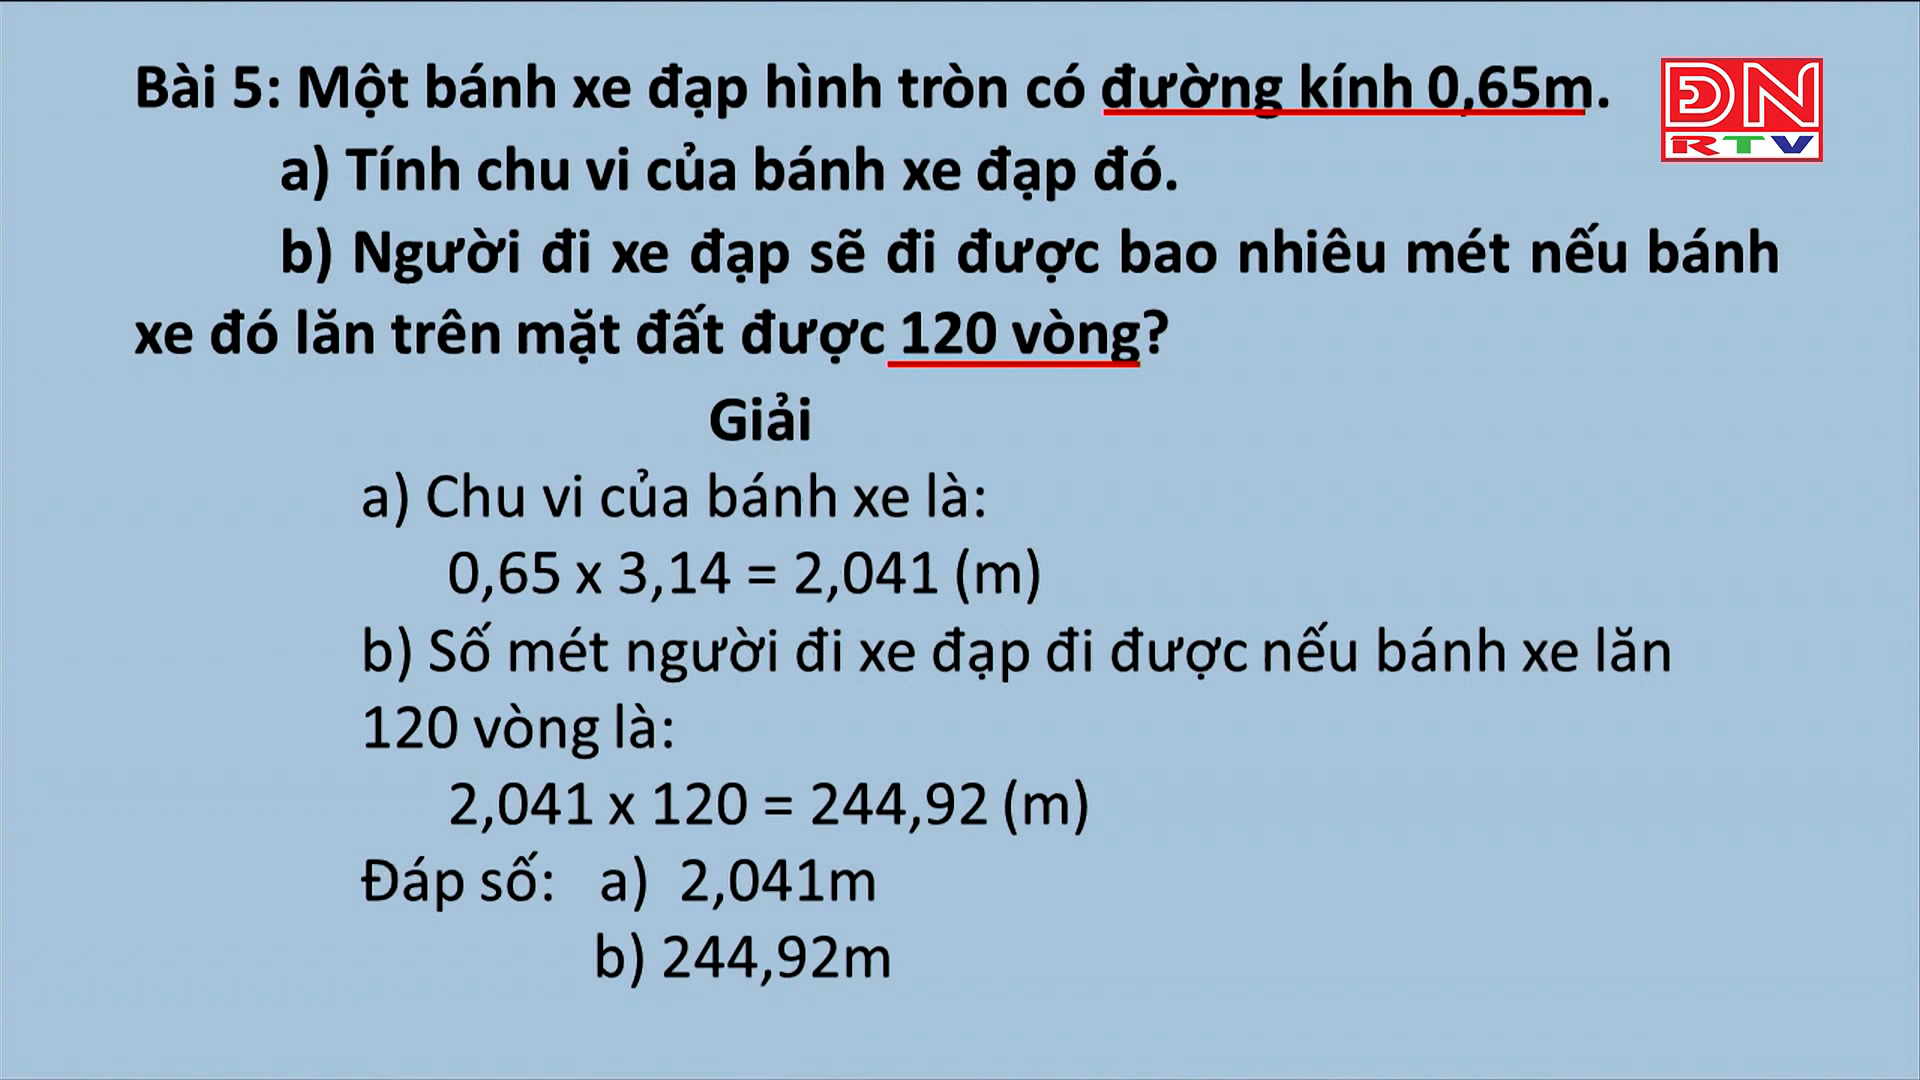 Bài 5: Một bánh xe đạp hình tròn có đường kính 0,65m.
ĐN
RTV
a) Tính chu vi của bánh xe đạp đó.
b) Người đi xe đạp sẽ đi được bao nhiêu mét nếu bánh
xe đó lăn trên mặt đất được 120 vòng?
Giải
a) Chu vi của bánh xe là:
0,65 x 3,14 = 2,041 (m)
b) Số mét người đi xe đạp đi được nếu bánh xe lăn
120 vòng là:
2,041 x 120 = 244,92 (m)
Đáp số: a) 2,041m
b) 244,92m